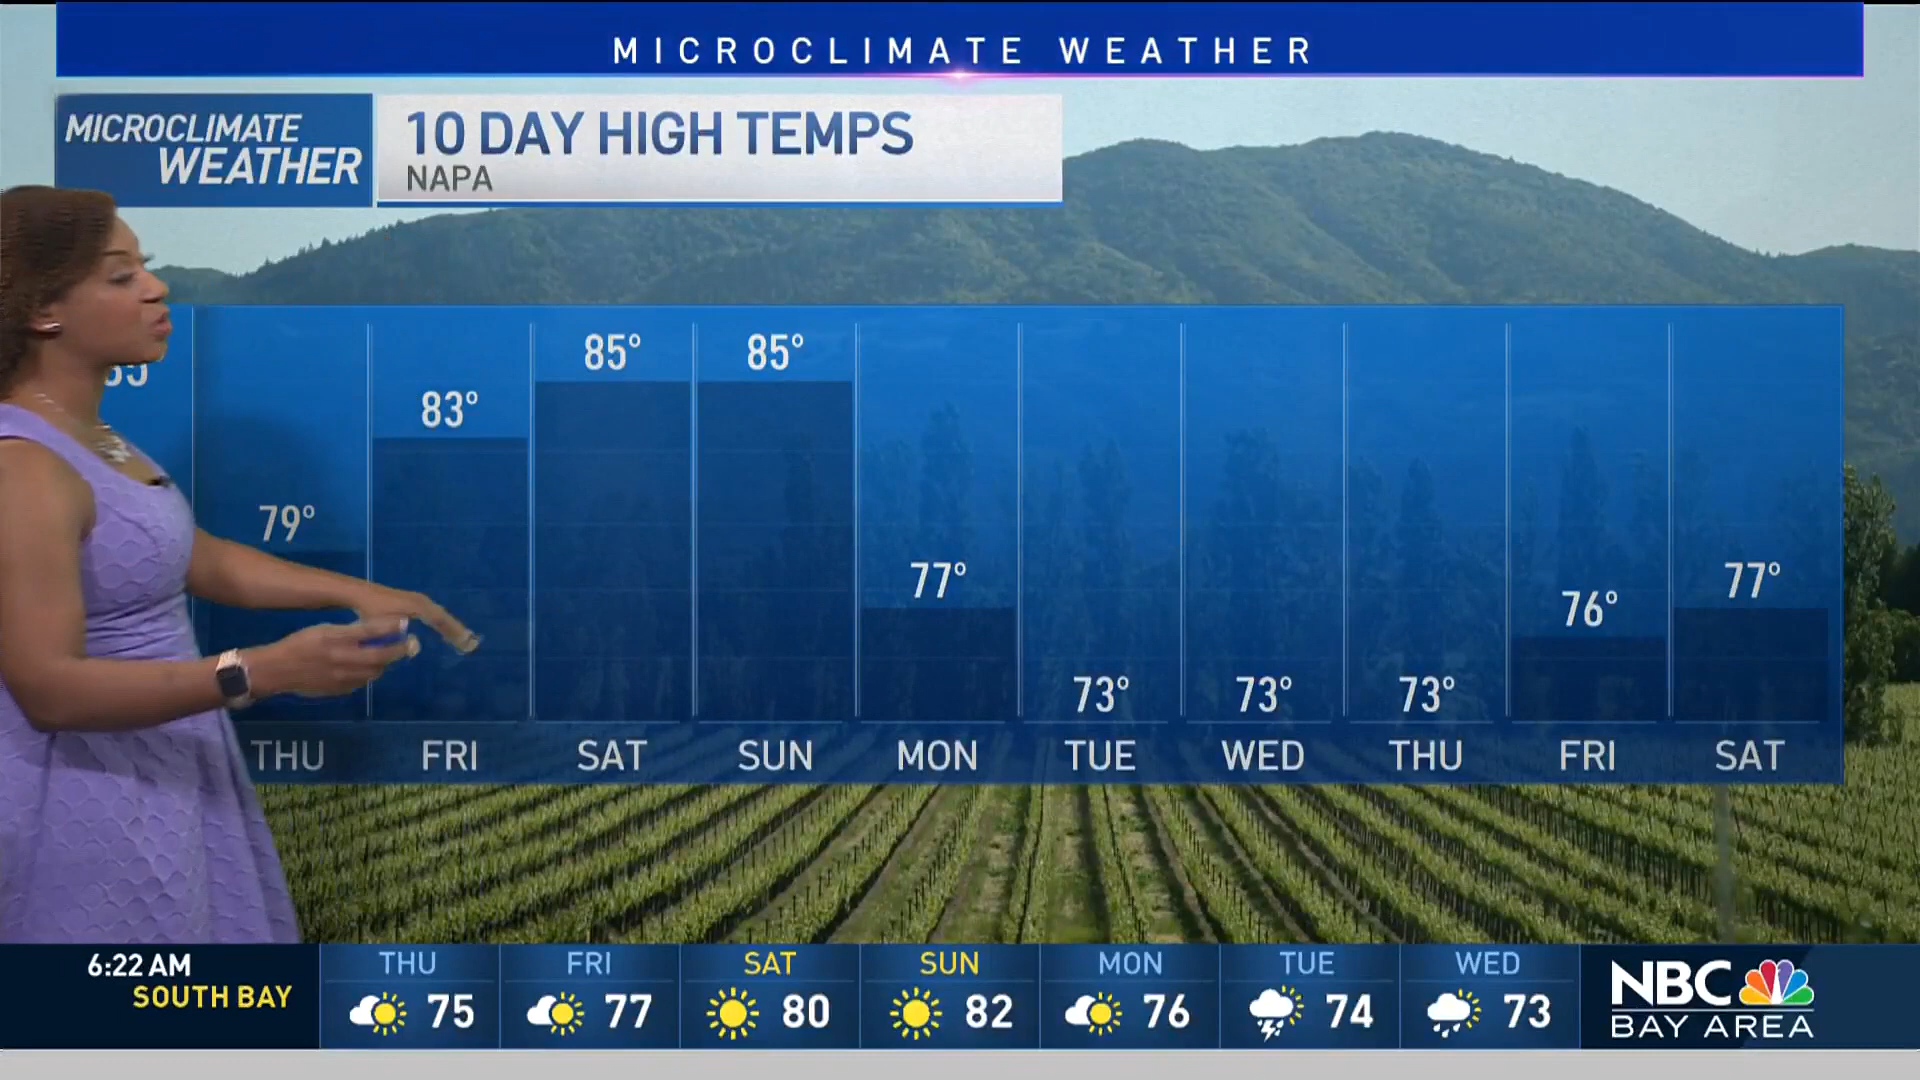 MICROCLIMATE WEATHER
MICROCLIMATE
WEATHER
10 DAY HIGH TEMPS
NAPA
79° 83° 85° 85° 77° 73° 73° 73° 76° 77°
THU FRI SAT SUN MON TUE WED THU FRI SAT
6:22 AM
SOUTH BAY
THU FRI SAT SUN MON TUE WED
75 77 80 82 76 74 73
NBC
BAY AREA